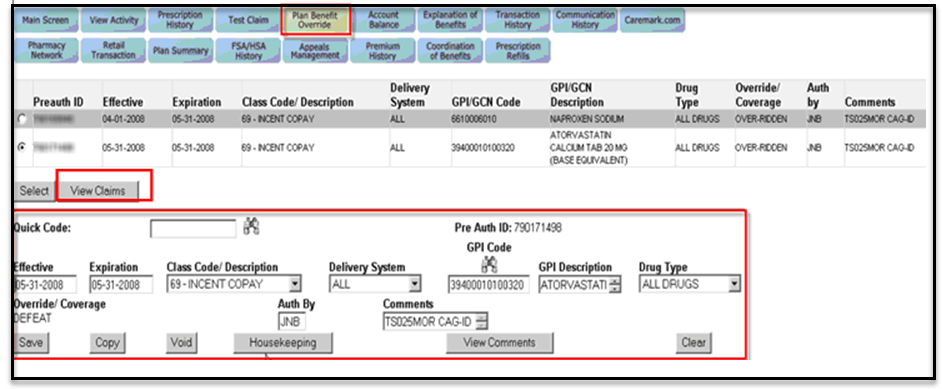 Main Screen View Activity Prescription History Test Claim Plan Benefit Override Account Balance Explanation of Benefits Transaction History Communication History Caremark.com
Pharmacy Network Retail Transaction Plan Summary FSA/HSA History Appeals Management Premium History Coordination of Benefits Prescription Refills
Preauth ID Effective Expiration Class Code/ Description Delivery System GPI/GCN Code GPI/GCN Description Drug Type Override/ Coverage Auth by Comments
04-01-2008 05-31-2008 69 - INCENT COPAY ALL 6610006010 NAPROXEN SODIUM ALL DRUGS OVER-RIDDEN JNB TS025MOR CAG-ID
05-31-2008 05-31-2008 69 - INCENT COPAY ALL 39400010100320 ATORVASTATIN CALCIUM TAB 20 MG (BASE EQUIVALENT) ALL DRUGS OVER-RIDDEN JNB TS025MOR CAG-ID
Select View Claims
Quick Code: Pre Auth ID: 790171498
GPI Code
Effective Expiration Class Code/ Description Delivery System GPI Description Drug Type
05-31-2008 05-31-2008 69 - INCENT COPAY ALL 39400010100320 ATORVASTATI ALL DRUGS
Override/ Coverage Auth By Comments
DEFEAT JNB TS025MOR CAG-ID
Save Copy Void Housekeeping View Comments Clear